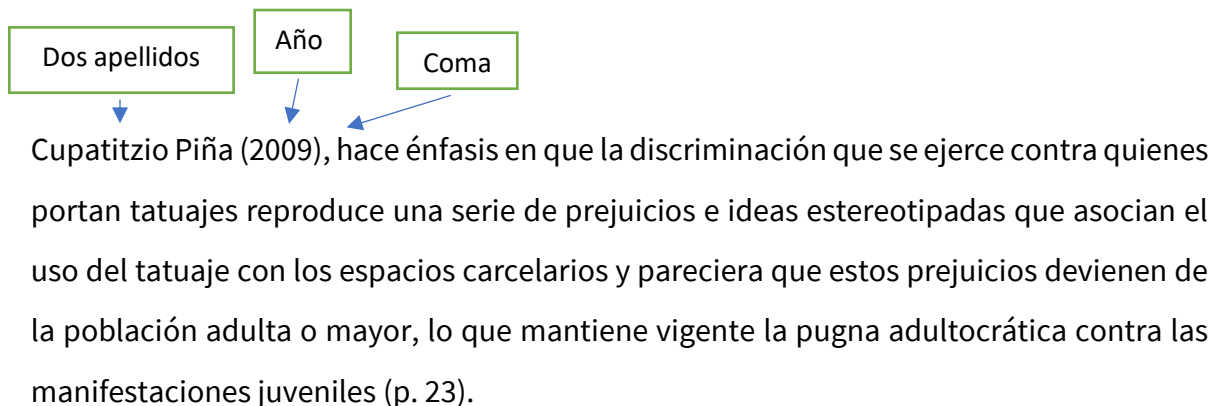 Dos apellidos
Año
Coma
Cupatitzio Piña (2009), hace énfasis en que la discriminación que se ejerce contra quienes
portan tatuajes reproduce una serie de prejuicios e ideas estereotipadas que asocian el
uso del tatuaje con los espacios carcelarios y pareciera que estos prejuicios devienen de
la población adulta o mayor, lo que mantiene vigente la pugna adultocrática contra las
manifestaciones juveniles (p. 23).